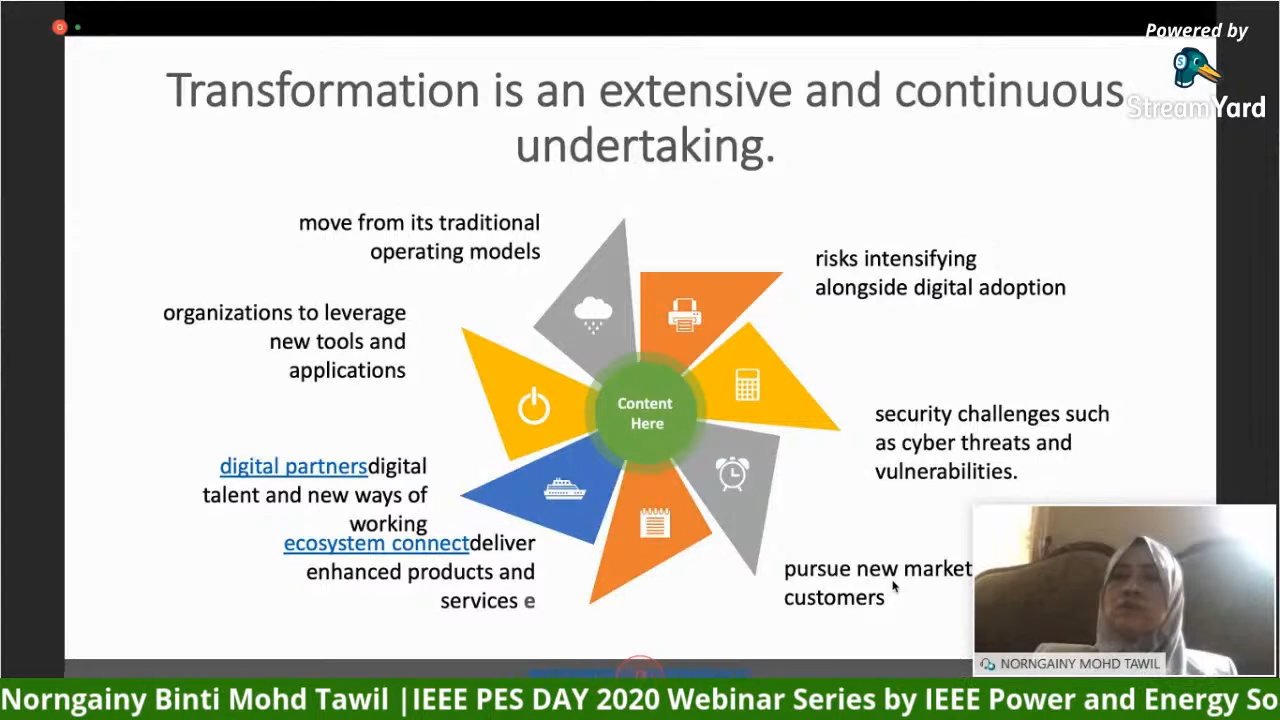 Powered by
StreamYard
Transformation is an extensive and continuous
undertaking.
move from its traditional
operating models
risks intensifying
alongside digital adoption
organizations to leverage
new tools and
applications
Content
Here
security challenges such
as cyber threats and
vulnerabilities.
digital partnersdigital
talent and new ways of
working
ecosystem connectdeliver
enhanced products and
services e
pursue new market
customers
NORNGAINY MOHD TAWIL
Norngainy Binti Mohd Tawil |IEEE PES DAY 2020 Webinar Series by IEEE Power and Energy So